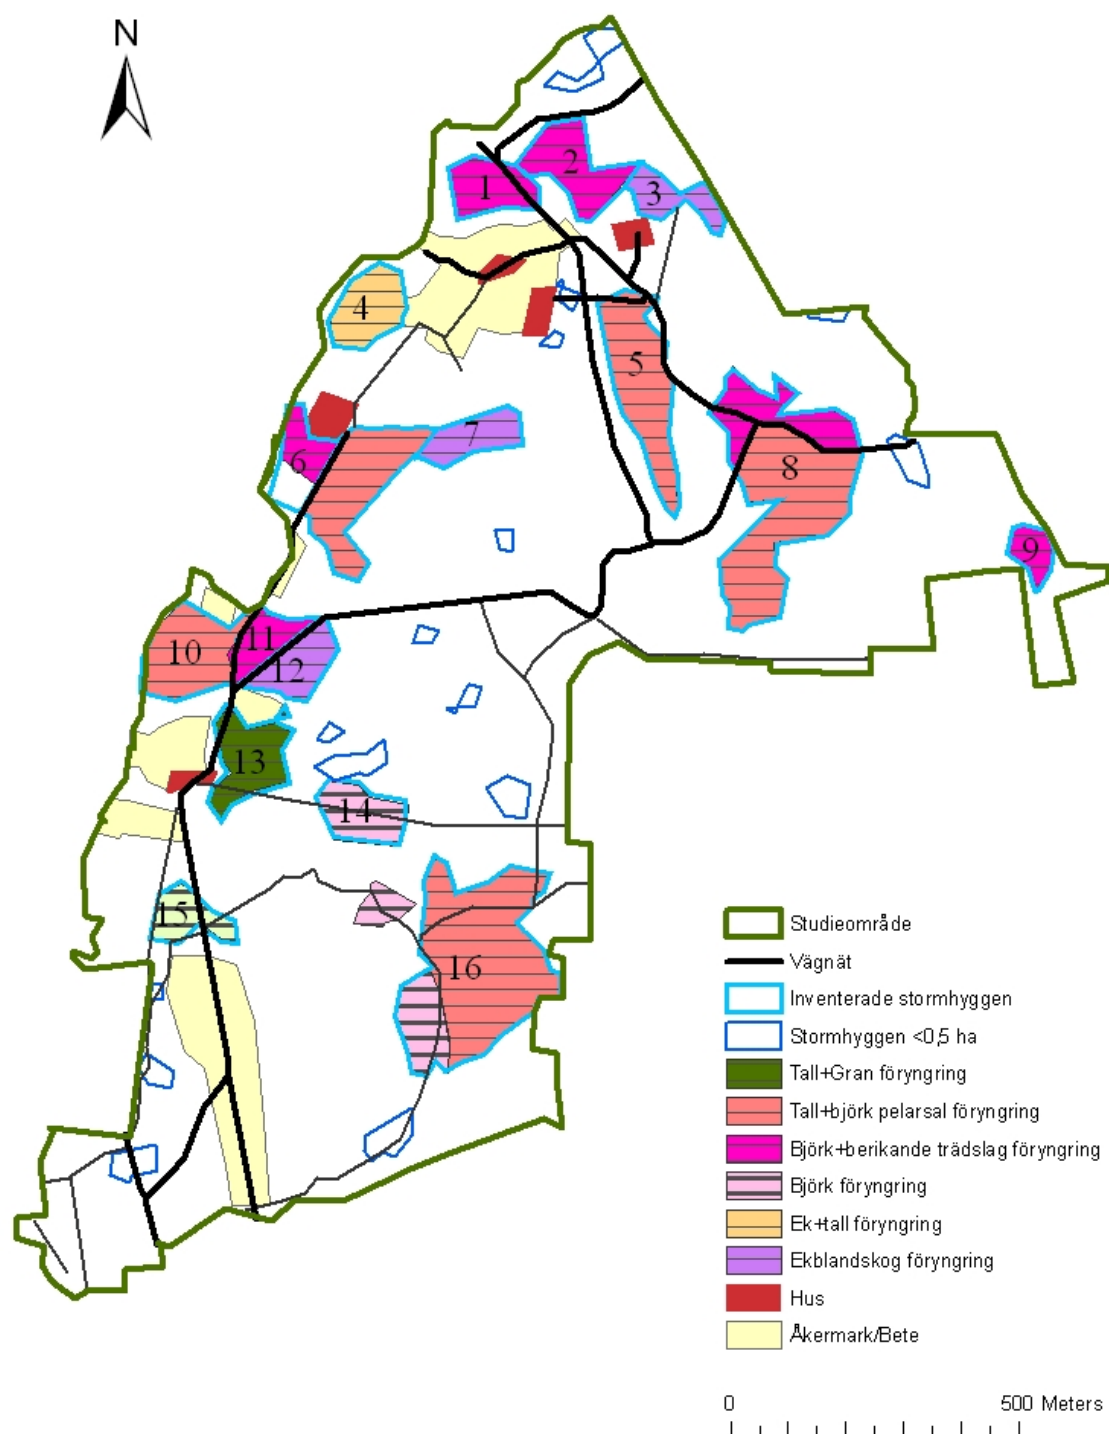 N
1
2
3
4
5
6
7
8
9
10
11
12
13
14
15
16
Studieområde
Vägnät
Inventerade stormhyggen
Stormhyggen <0,5 ha
Tall+Gran föryngring
Tall+björk pelarsal föryngring
Björk+berikande trädslag föryngring
Björk föryngring
Ek+tall föryngring
Ekblandskog föryngring
Hus
Åkermark/Bete
0 500 Meters